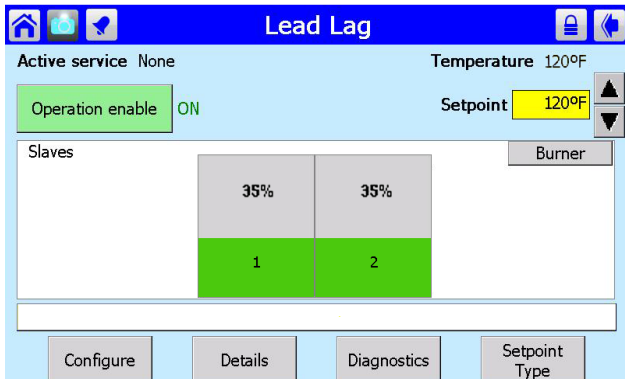 Lead Lag
Active service None
Temperature 120ºF
Operation enable ON
Setpoint 120ºF
Slaves
Burner
35% 35%
1 2
Configure
Details
Diagnostics
Setpoint
Type